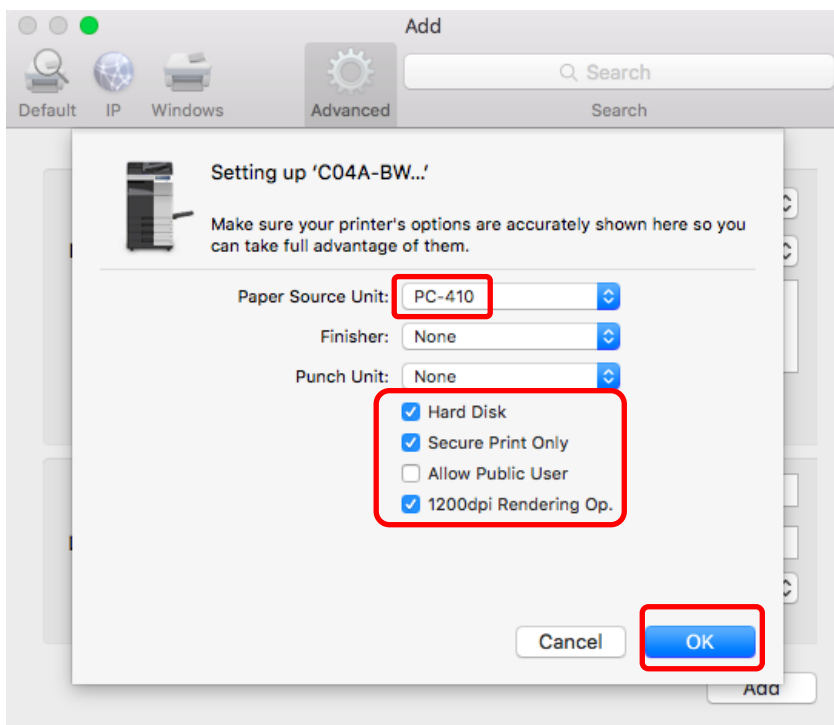 Add
Search
Default IP Windows Advanced Search
Setting up ‘C04A-BW...’
Make sure your printer's options are accurately shown here so you
can take full advantage of them.
Paper Source Unit: PC-410
Finisher: None
Punch Unit: None
Hard Disk
Secure Print Only
Allow Public User
1200dpi Rendering Op.
Cancel OK
Add